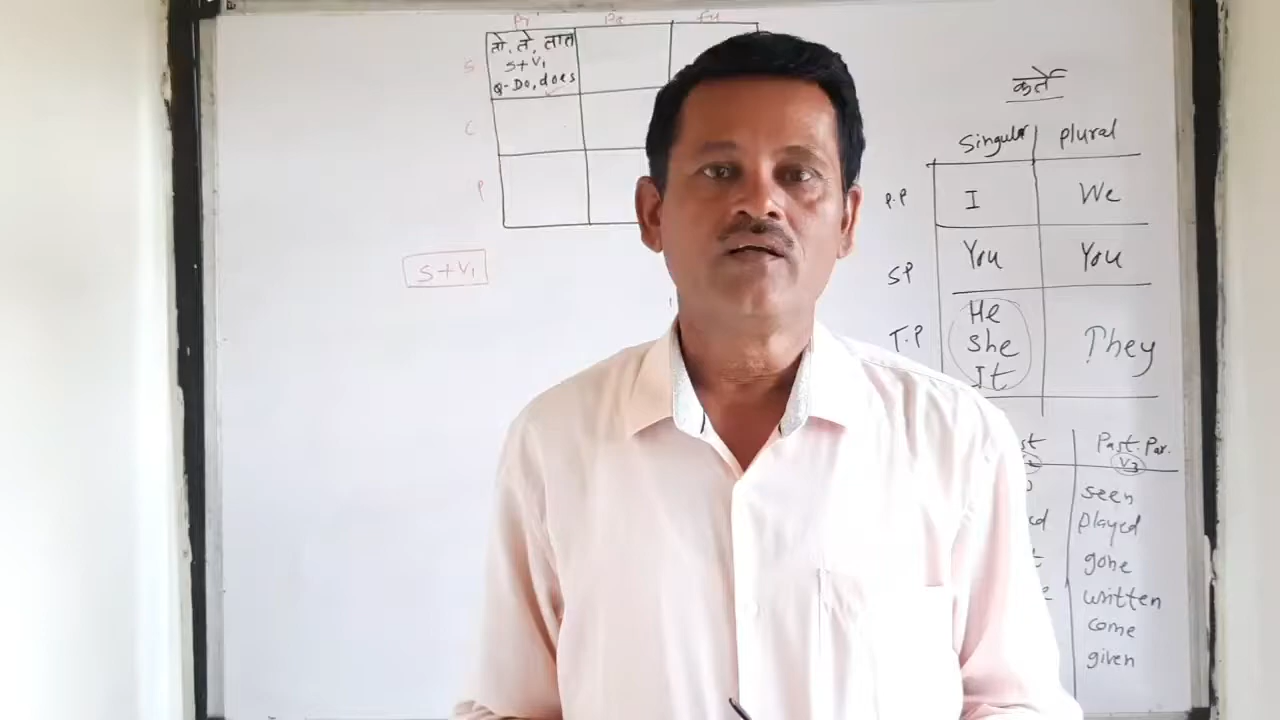 Pr Pa Fu
S
तो, ते, तात
S+V₁
Q-Do, does
C
P
S+V₁
कर्ते
Singular Plural
F.P I We
SP You You
T.P He
She They
It
Past. Par.
V3
seen
played
gone
written
come
given